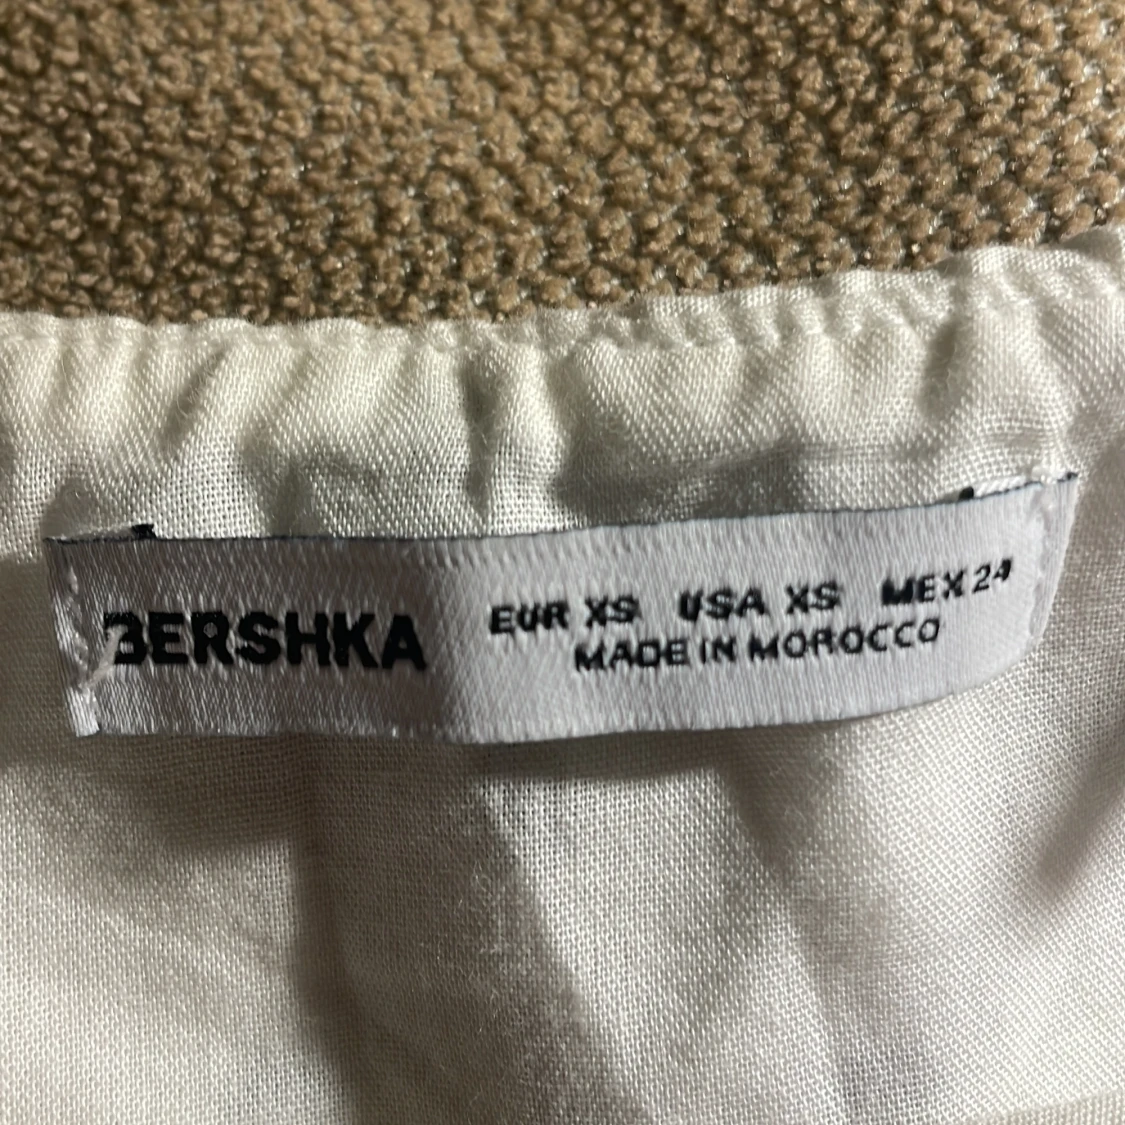 BERSHKA
EUR XS USA XS MEX 24
MADE IN MOROCCO